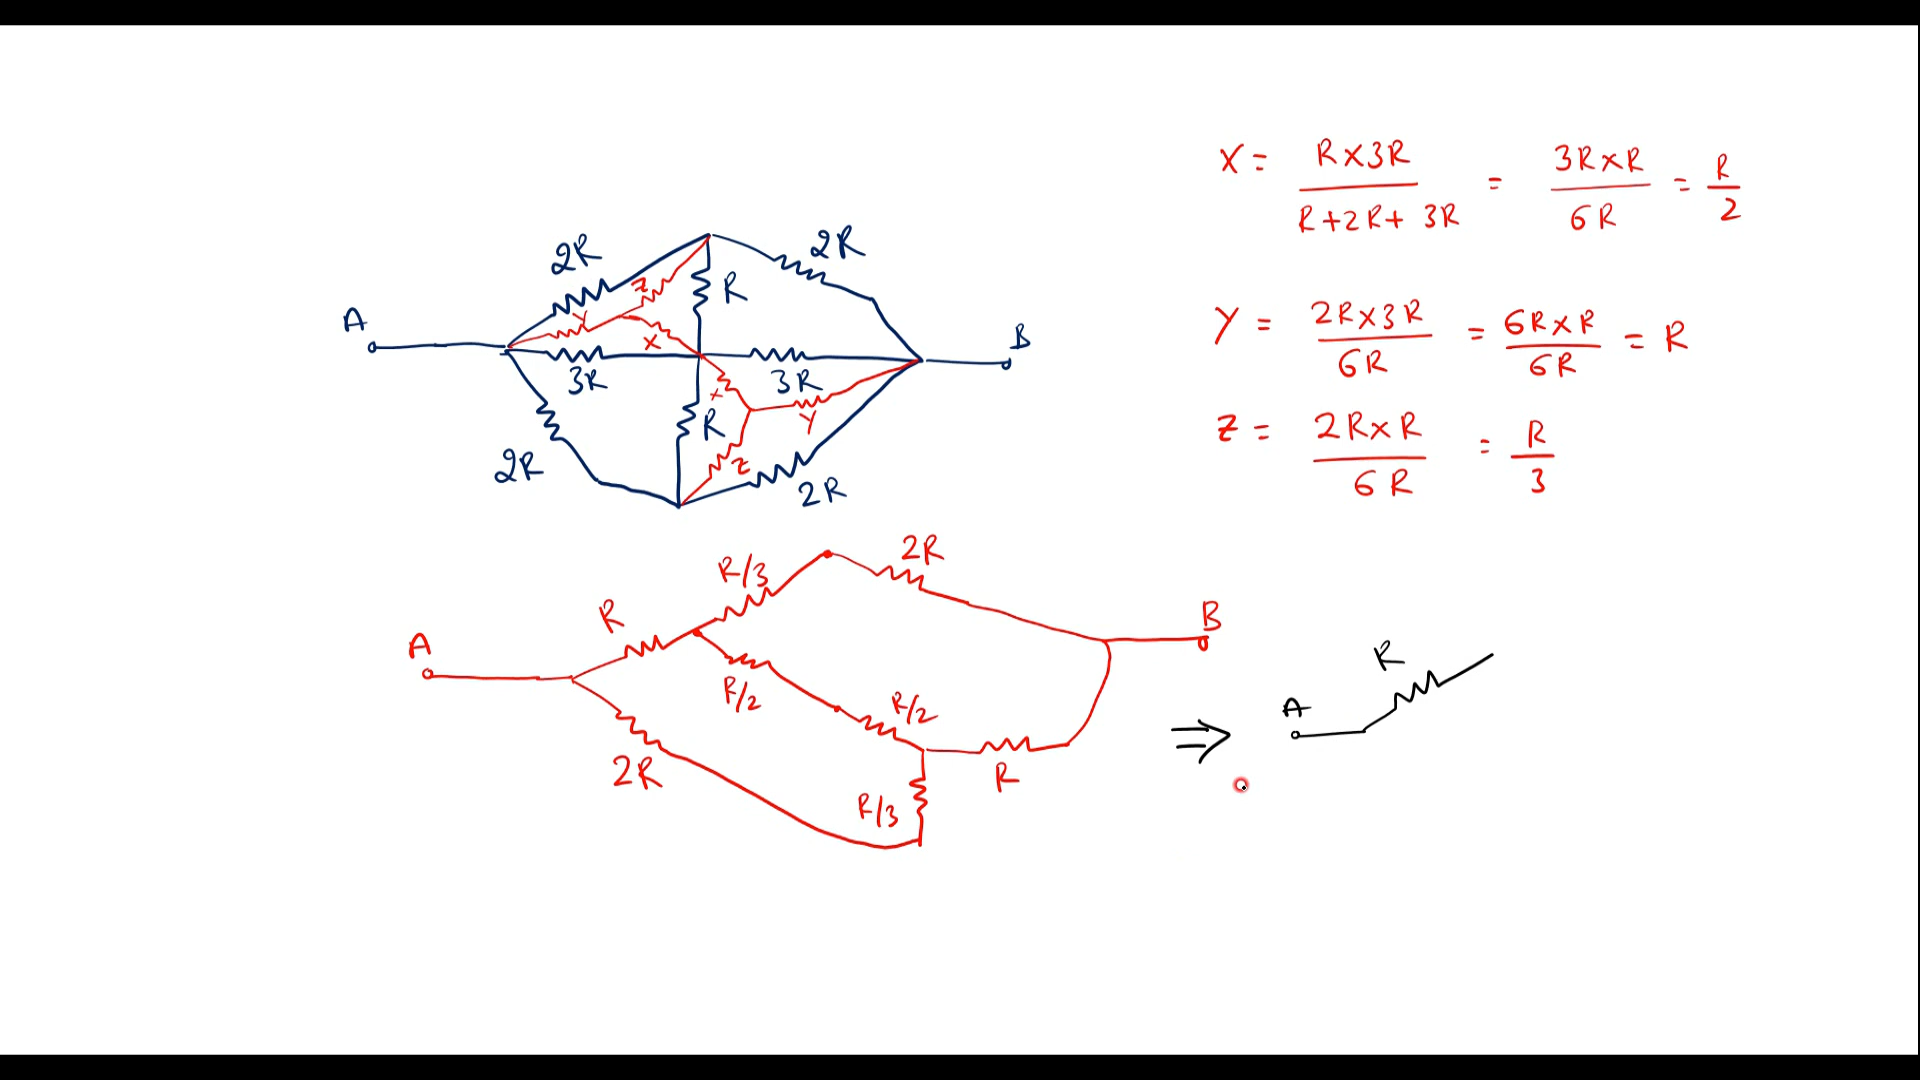 X = R×3R / R+2R+3R = 3R×R / 6R = R/2
2R 2R
Z R
A Y
X B
3R 3R
X R Y
2R Z 2R
Y = 2R×3R / 6R = 6R×R / 6R = R
Z = 2R×R / 6R = R/3
2R
R/3
R B
A R
R/2 R/2 A
2R R
R/3
⇒